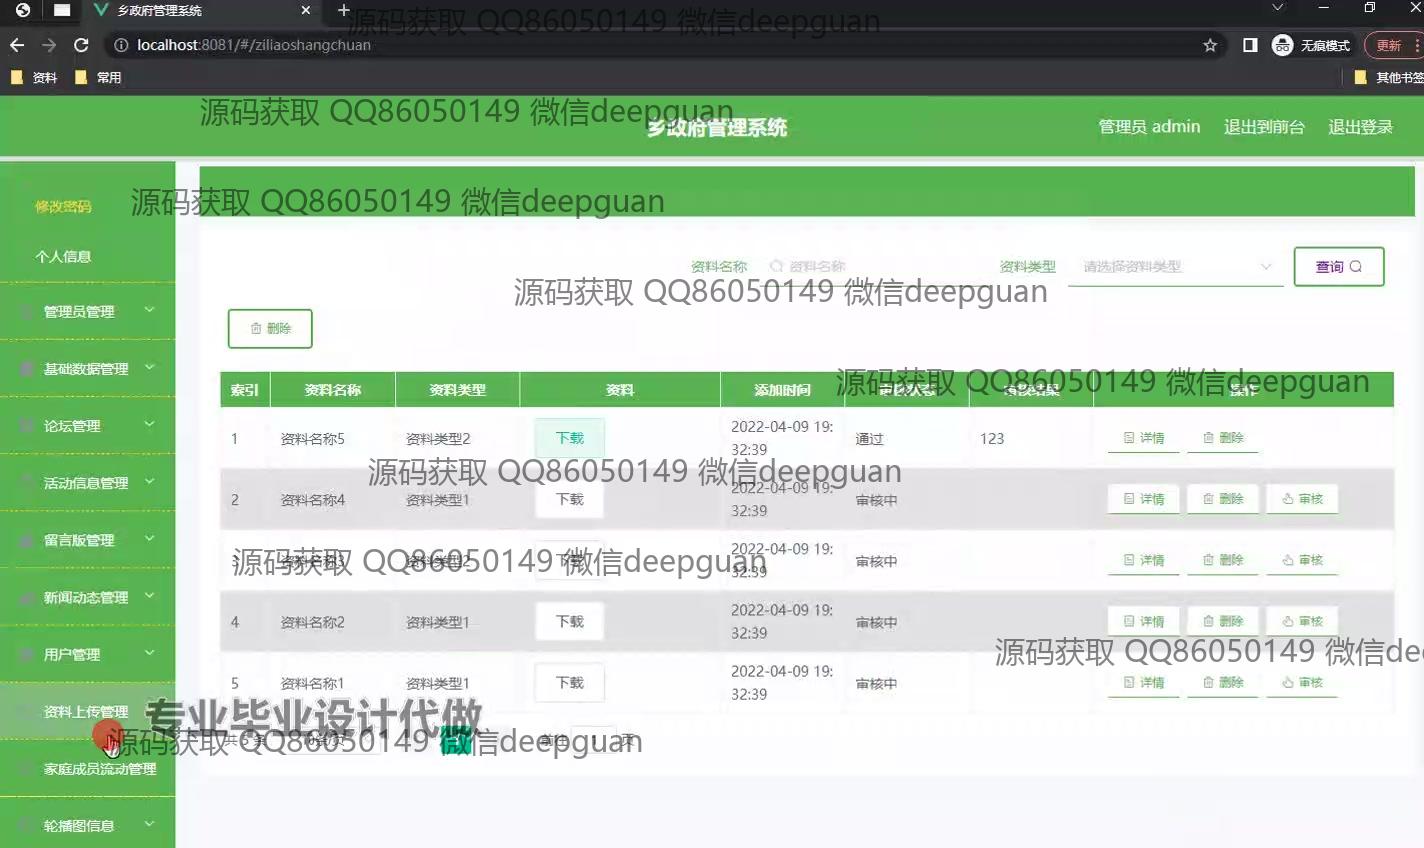 乡政府管理系统
localhost:8081/#/ziliaoshangchuan
无痕模式
更新
资料
常用
其他书签
源码获取 QQ86050149 微信deepguan
源码获取 QQ86050149 微信deepguan
乡政府管理系统
管理员 admin
退出到前台
退出登录
修改密码
源码获取 QQ86050149 微信deepguan
个人信息
资料名称
资料名称
资料类型
请选择资料类型
查询
源码获取 QQ86050149 微信deepguan
管理员管理
删除
基础数据管理
源码获取 QQ86050149 微信deepguan
索引 资料名称 资料类型 资料 添加时间 审核状态 审核结果 操作
论坛管理
1 资料名称5 资料类型2 下载 2022-04-09 19:
32:39 通过 123 详情 删除
源码获取 QQ86050149 微信deepguan
活动信息管理
2 资料名称4 资料类型1 下载 2022-04-09 19:
32:39 审核中 详情 删除 审核
留言版管理
源码获取 QQ86050149 微信deepguan
3 资料名称3 资料类型2 下载 2022-04-09 19:
32:39 审核中 详情 删除 审核
新闻动态管理
4 资料名称2 资料类型1 下载 2022-04-09 19:
32:39 审核中 详情 删除 审核
用户管理
源码获取 QQ86050149 微信dee
5 资料名称1 资料类型1 下载 2022-04-09 19:
32:39 审核中 详情 删除 审核
资料上传管理
专业毕业设计代做
源码获取 QQ86050149 微信deepguan
共5条 前往 1 页
家庭成员流动管理
轮播图信息